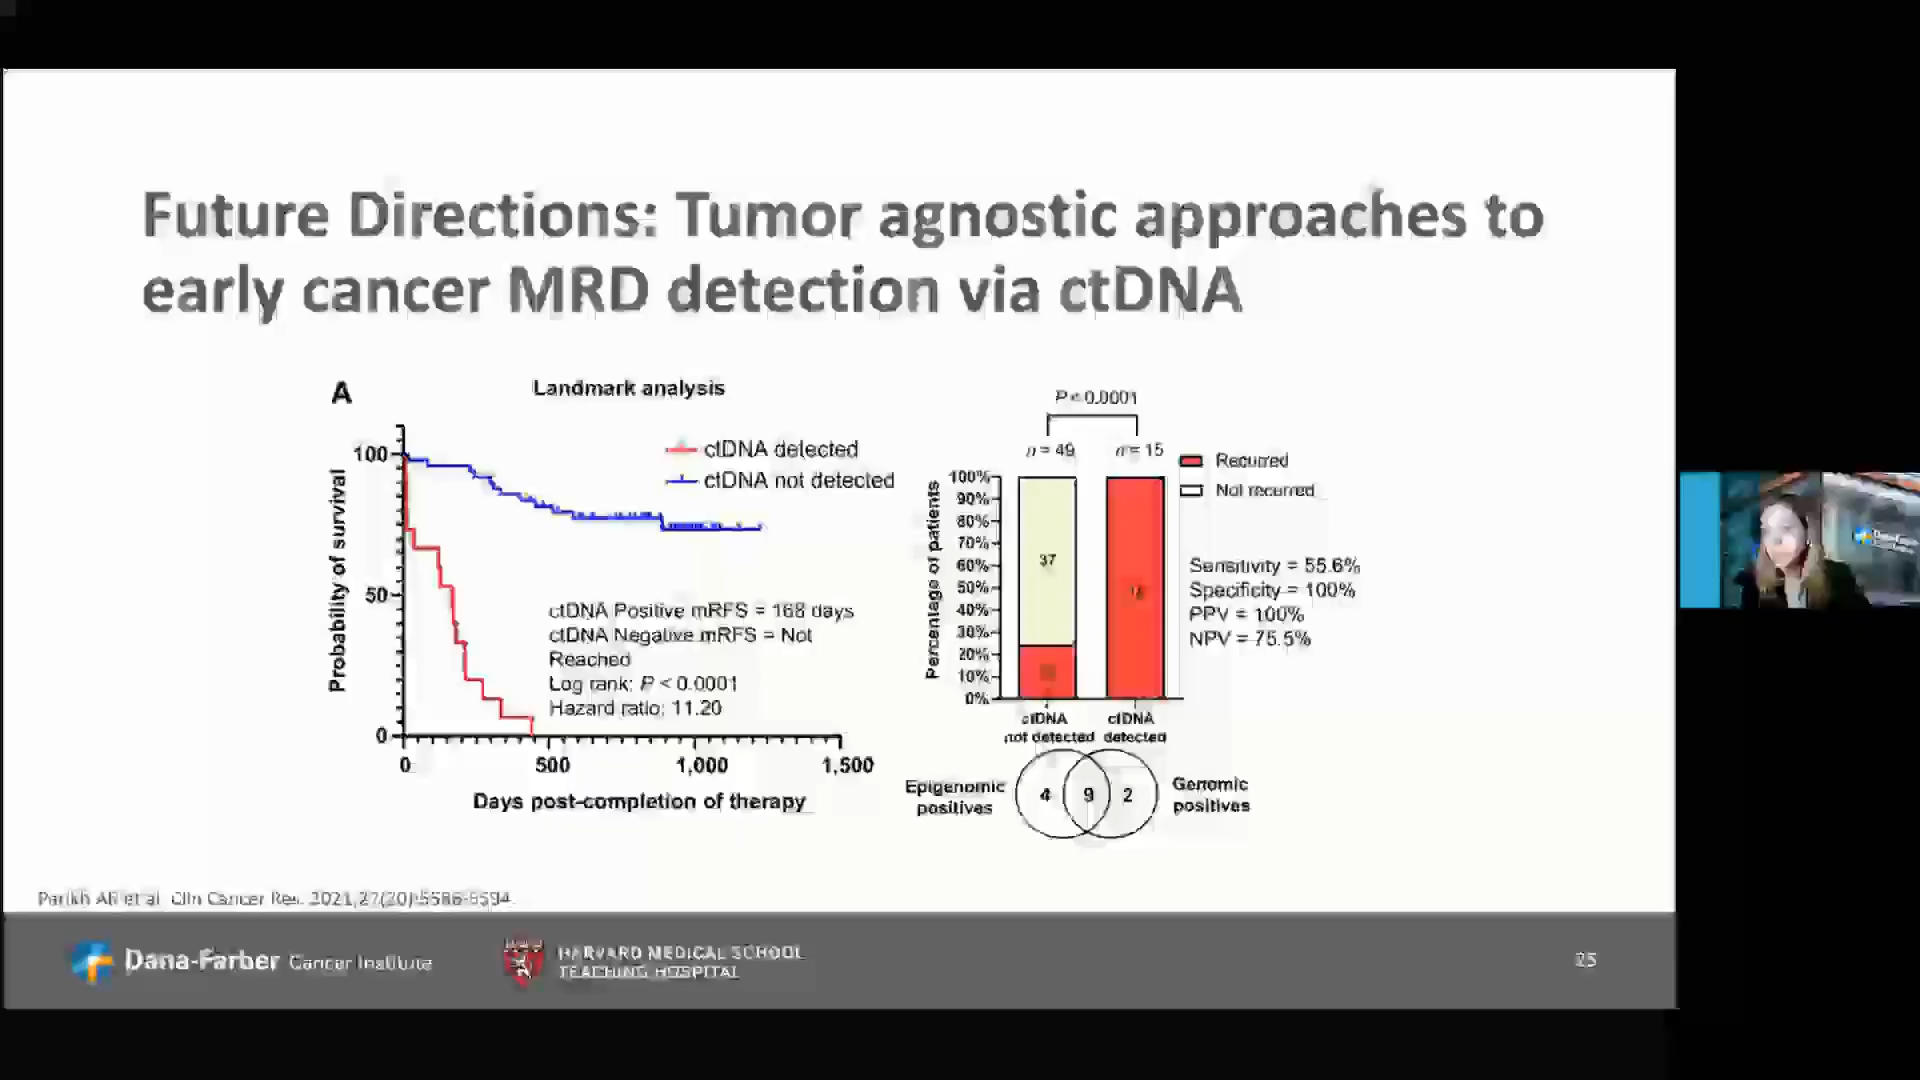 Future Directions: Tumor agnostic approaches to
early cancer MRD detection via ctDNA
A
Landmark analysis
ctDNA detected
ctDNA not detected
Probability of survival
100
50
0
ctDNA Positive mRFS = 168 days
ctDNA Negative mRFS = Not
Reached
Log rank; P < 0.0001
Hazard ratio; 11.20
0 500 1,000 1,500
Days post-completion of therapy
P < 0.0001
n = 49 n = 15
Recurred
Not recurred
Percentage of patients
100%
90%
80%
70%
60%
50%
40%
30%
20%
10%
0%
37
Sensitivity = 55.6%
Specificity = 100%
PPV = 100%
NPV = 75.5%
ctDNA
not detected
ctDNA
detected
Epigenomic
positives
4 9 2
Genomic
positives
Parikh AR et al. Clin Cancer Res. 2021;27(20):5586-5594.
Dana-Farber Cancer Institute
HARVARD MEDICAL SCHOOL
TEACHING HOSPITAL
25